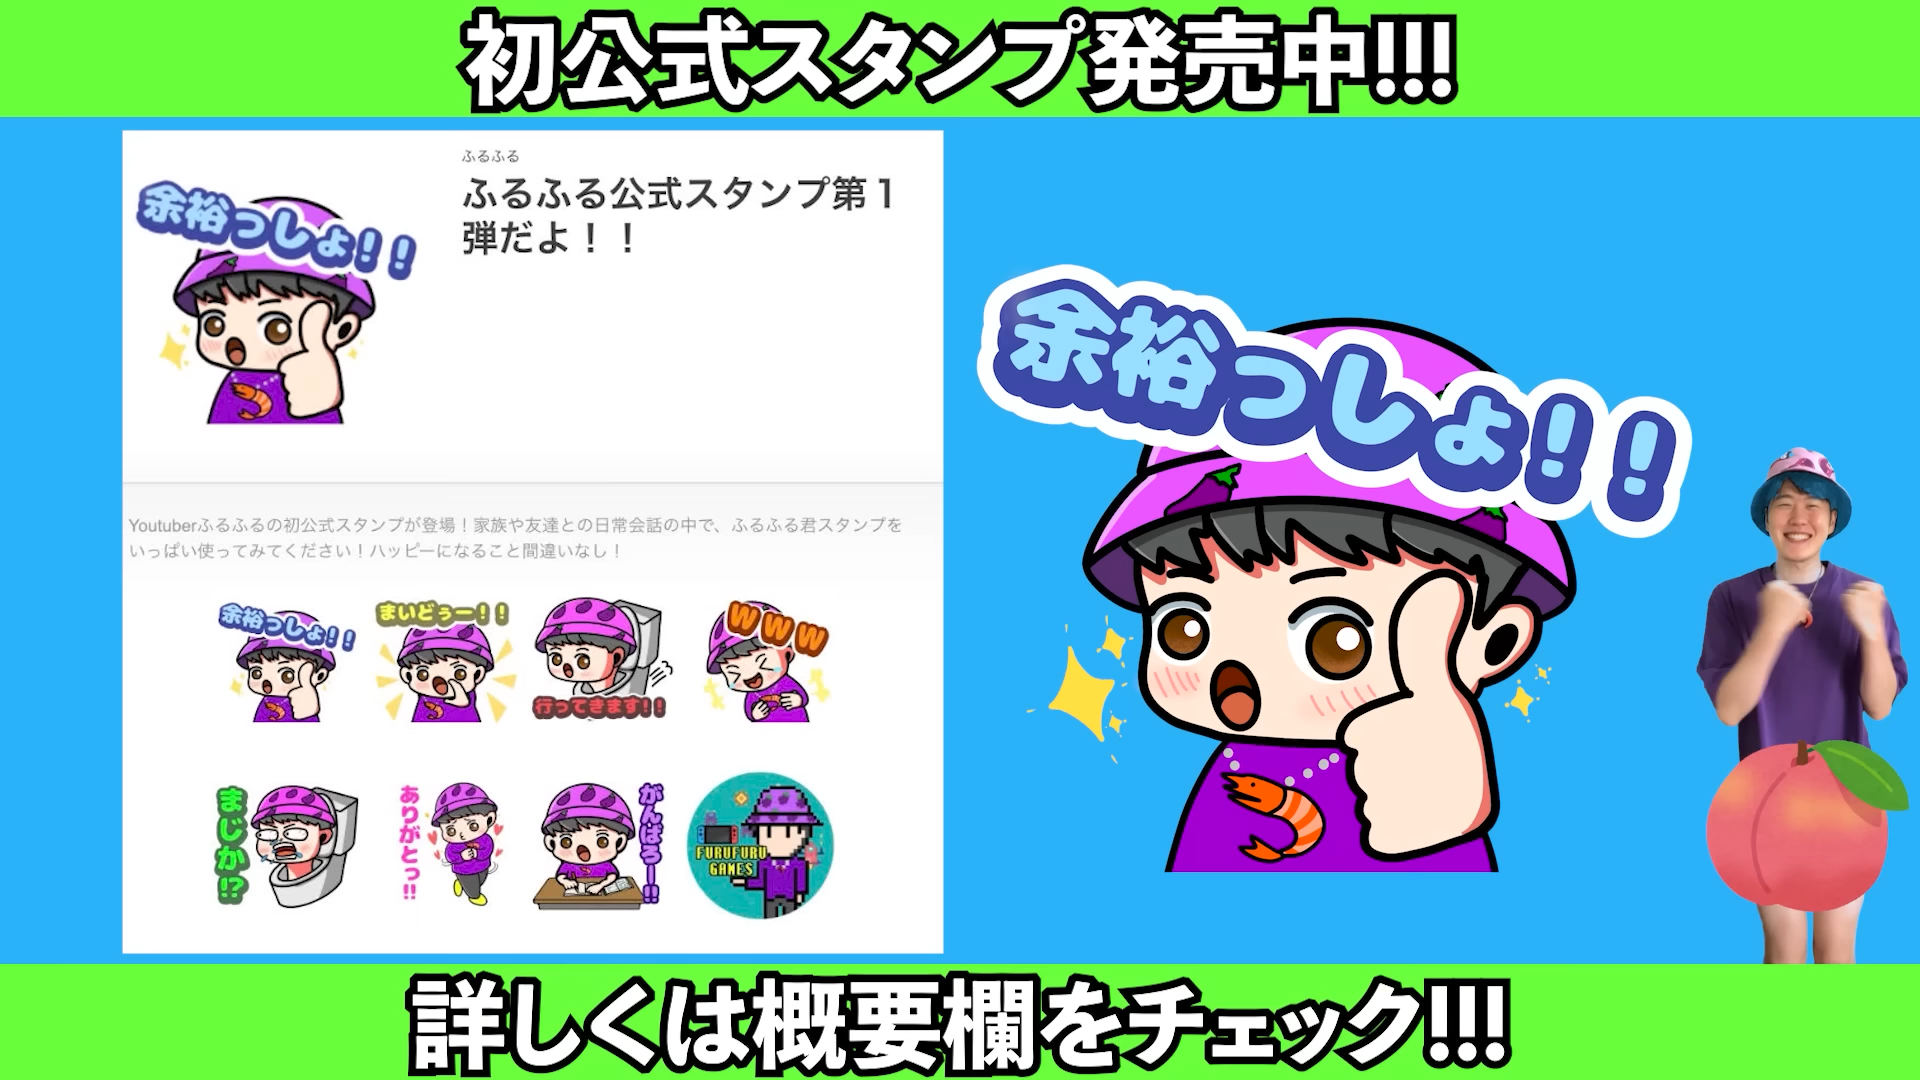 初公式スタンプ発売中!!!
ふるふる
ふるふる公式スタンプ第1
弾だよ！！
余裕っしょ！！
余裕っしょ！！
Youtuberふるふるの初公式スタンプが登場！家族や友達との日常会話の中で、ふるふる君スタンプを
いっぱい使ってみてください！ハッピーになること間違いなし！
余裕っしょ！！
まいどぅー！！
行ってきます!!
WWW
まじか!?
ありがとっ!!
がんばろー!!
FURUFURU
GAMES
詳しくは概要欄をチェック!!!